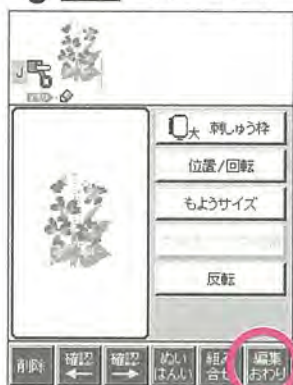 J
大 刺しゅう枠
位置/回転
もようサイズ
反転
削除
確認
確認
ぬい
はんい
組み
合せ
編集
おわり